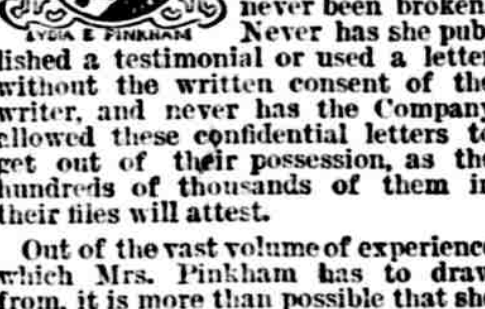 never been broken
LYDIA E PINKHAM
Never has she pub
lished a testimonial or used a letter
without the written consent of the
writer, and never has the Company
allowed these confidential letters to
get out of their possession, as the
hundreds of thousands of them in
their files will attest.
Out of the vast volume of experience
which Mrs. Pinkham has to draw
from, it is more than possible that she